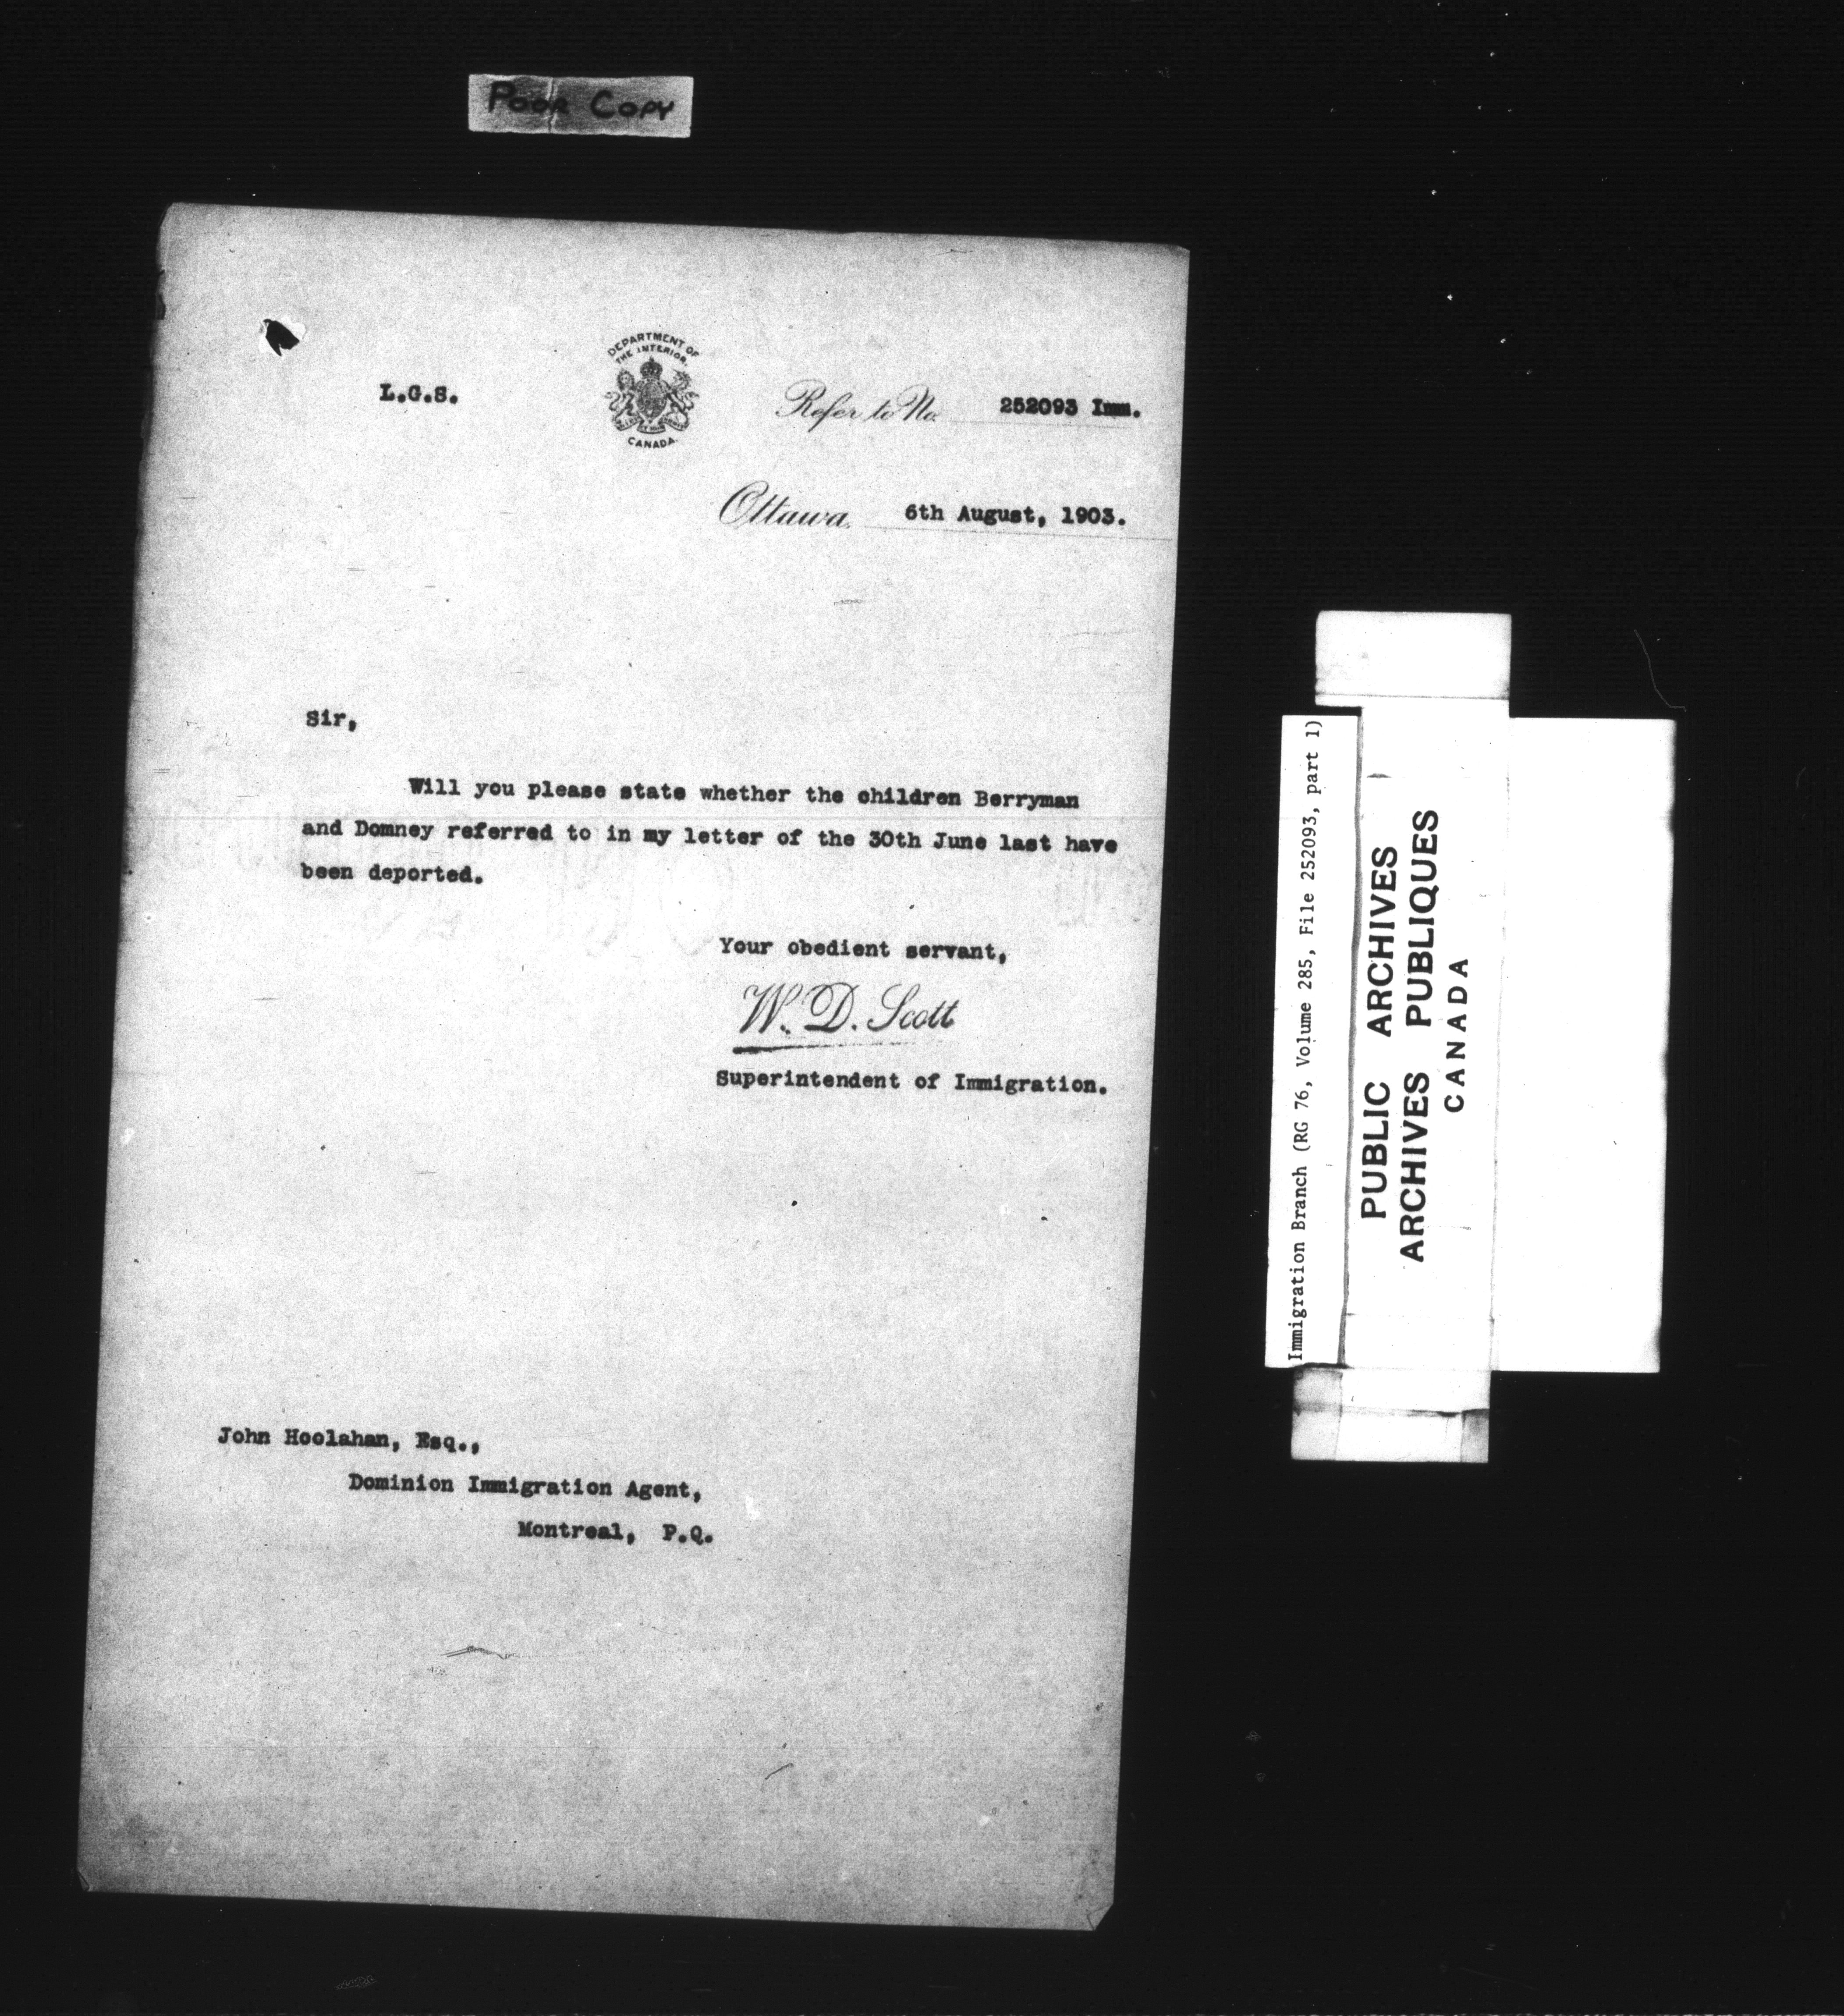 POOR COPY
DEPARTMENT OF
THE INTERIOR.
CANADA.
L.G.S.
Refer to No. 252093 Imm.
Ottawa, 6th August, 1903.
Sir,
Will you please state whether the children Berryman
and Domney referred to in my letter of the 30th June last have
been deported.
Your obedient servant,
W. D. Scott
Superintendent of Immigration.
John Hoolahan, Esq.,
Dominion Immigration Agent,
Montreal, P.Q.
Immigration Branch (RG 76, Volume 285, File 252093, part 1)
PUBLIC ARCHIVES
ARCHIVES PUBLIQUES
CANADA